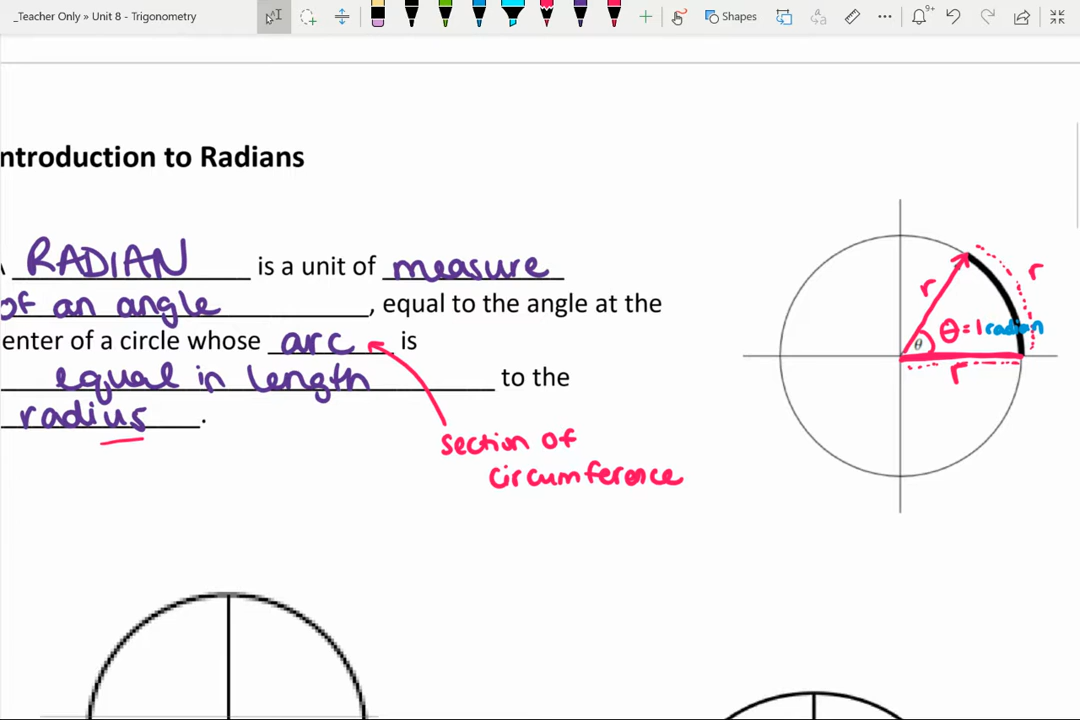 _Teacher Only » Unit 8 - Trigonometry
Shapes
9+
ntroduction to Radians
RADIAN is a unit of measure
of an angle, equal to the angle at the
enter of a circle whose arc is
equal in length to the
radius.
section of
circumference
r
r
θ
θ=1radian
r